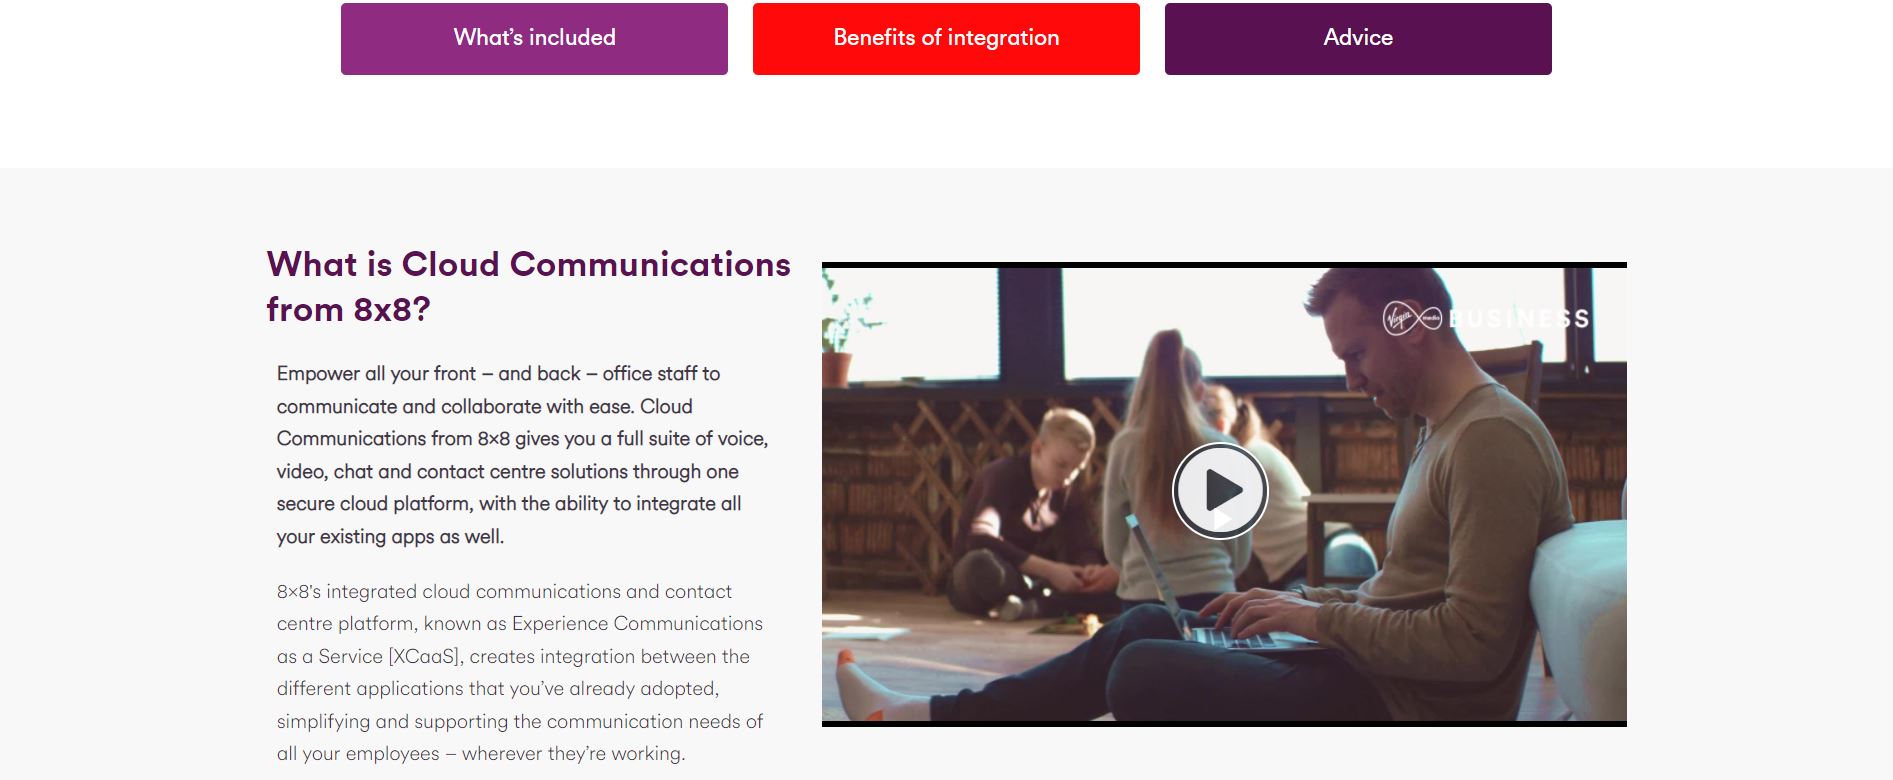 What’s included
Benefits of integration
Advice
What is Cloud Communications
from 8x8?
Empower all your front – and back – office staff to
communicate and collaborate with ease. Cloud
Communications from 8×8 gives you a full suite of voice,
video, chat and contact centre solutions through one
secure cloud platform, with the ability to integrate all
your existing apps as well.
8×8's integrated cloud communications and contact
centre platform, known as Experience Communications
as a Service [XCaaS], creates integration between the
different applications that you’ve already adopted,
simplifying and supporting the communication needs of
all your employees – wherever they’re working.
Virgin media BUSINESS